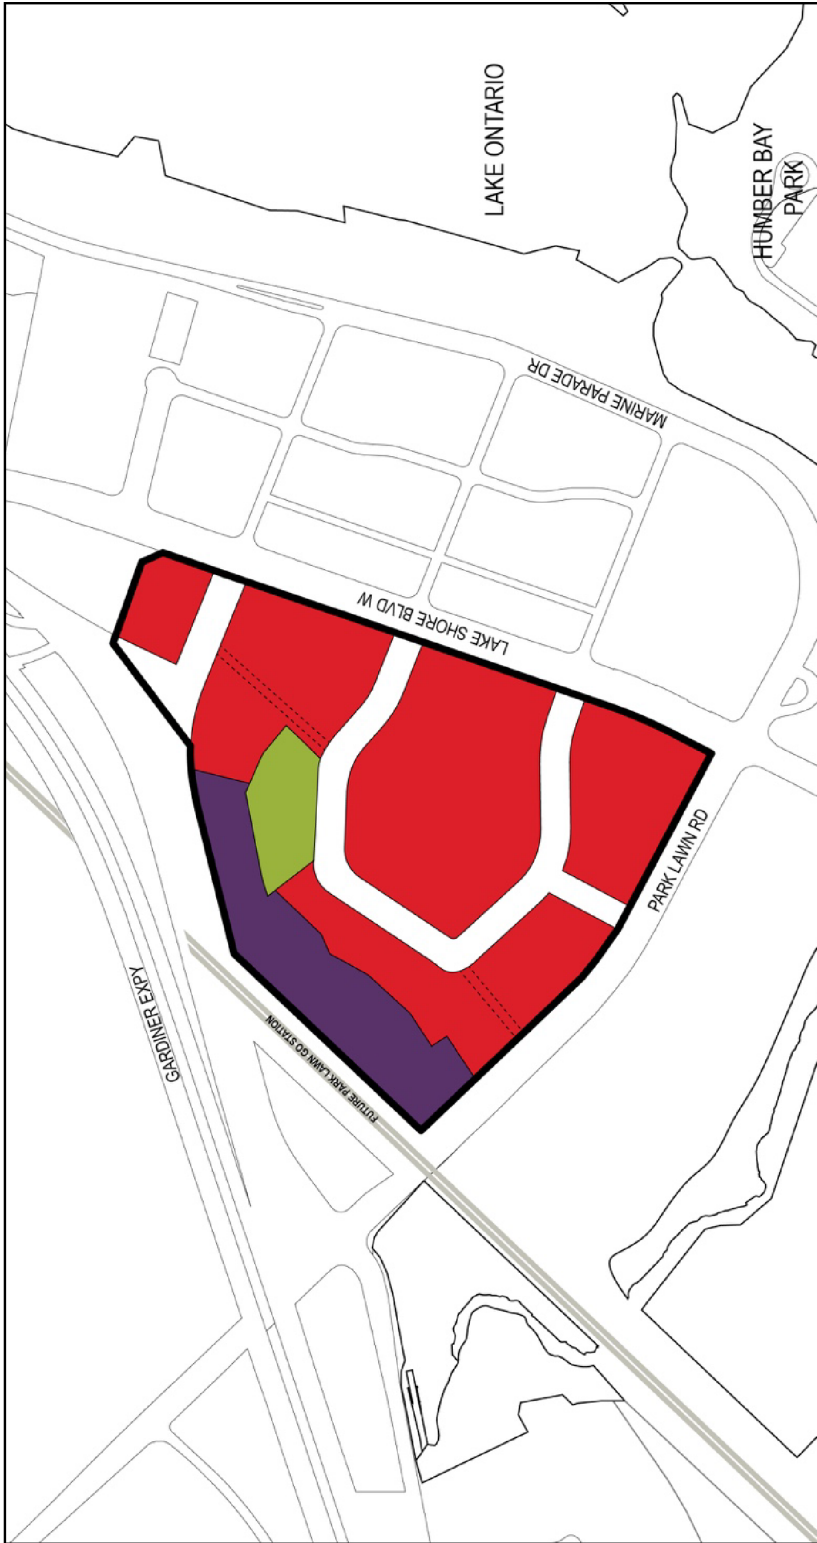 LAKE ONTARIO
HUMBER BAY
PARK
MARINE PARADE DR
LAKE SHORE BLVD W
PARK LAWN RD
GARDINER EXPY
FUTURE PARK LAWN GO STATION